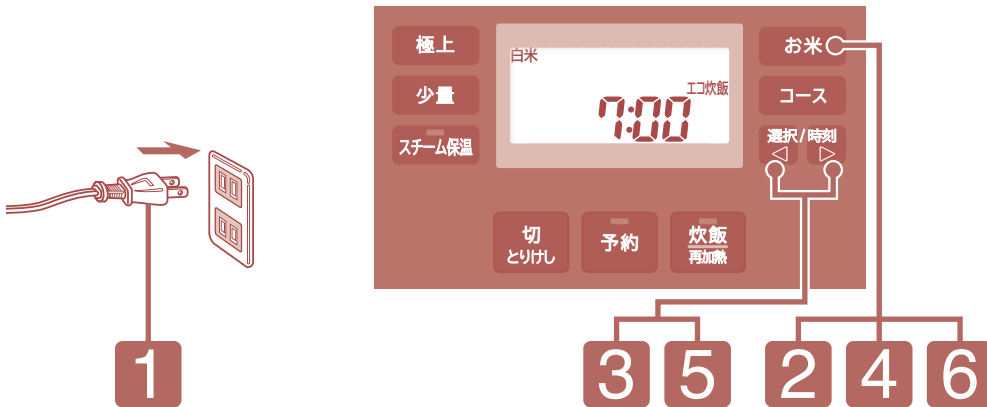 極上
少量
スチーム保温
白米
エコ炊飯
7:00
お米
コース
選択/時刻
切
とりけし
予約
炊飯
再加熱
1
3
5
2
4
6